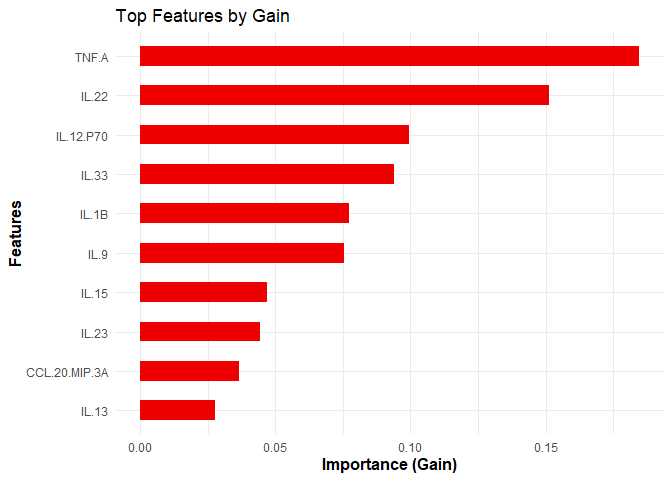 Top Features by Gain
TNF.A
IL.22
IL.12.P70
IL.33
IL.1B
IL.9
IL.15
IL.23
CCL.20.MIP.3A
IL.13
Features
0.00 0.05 0.10 0.15
Importance (Gain)